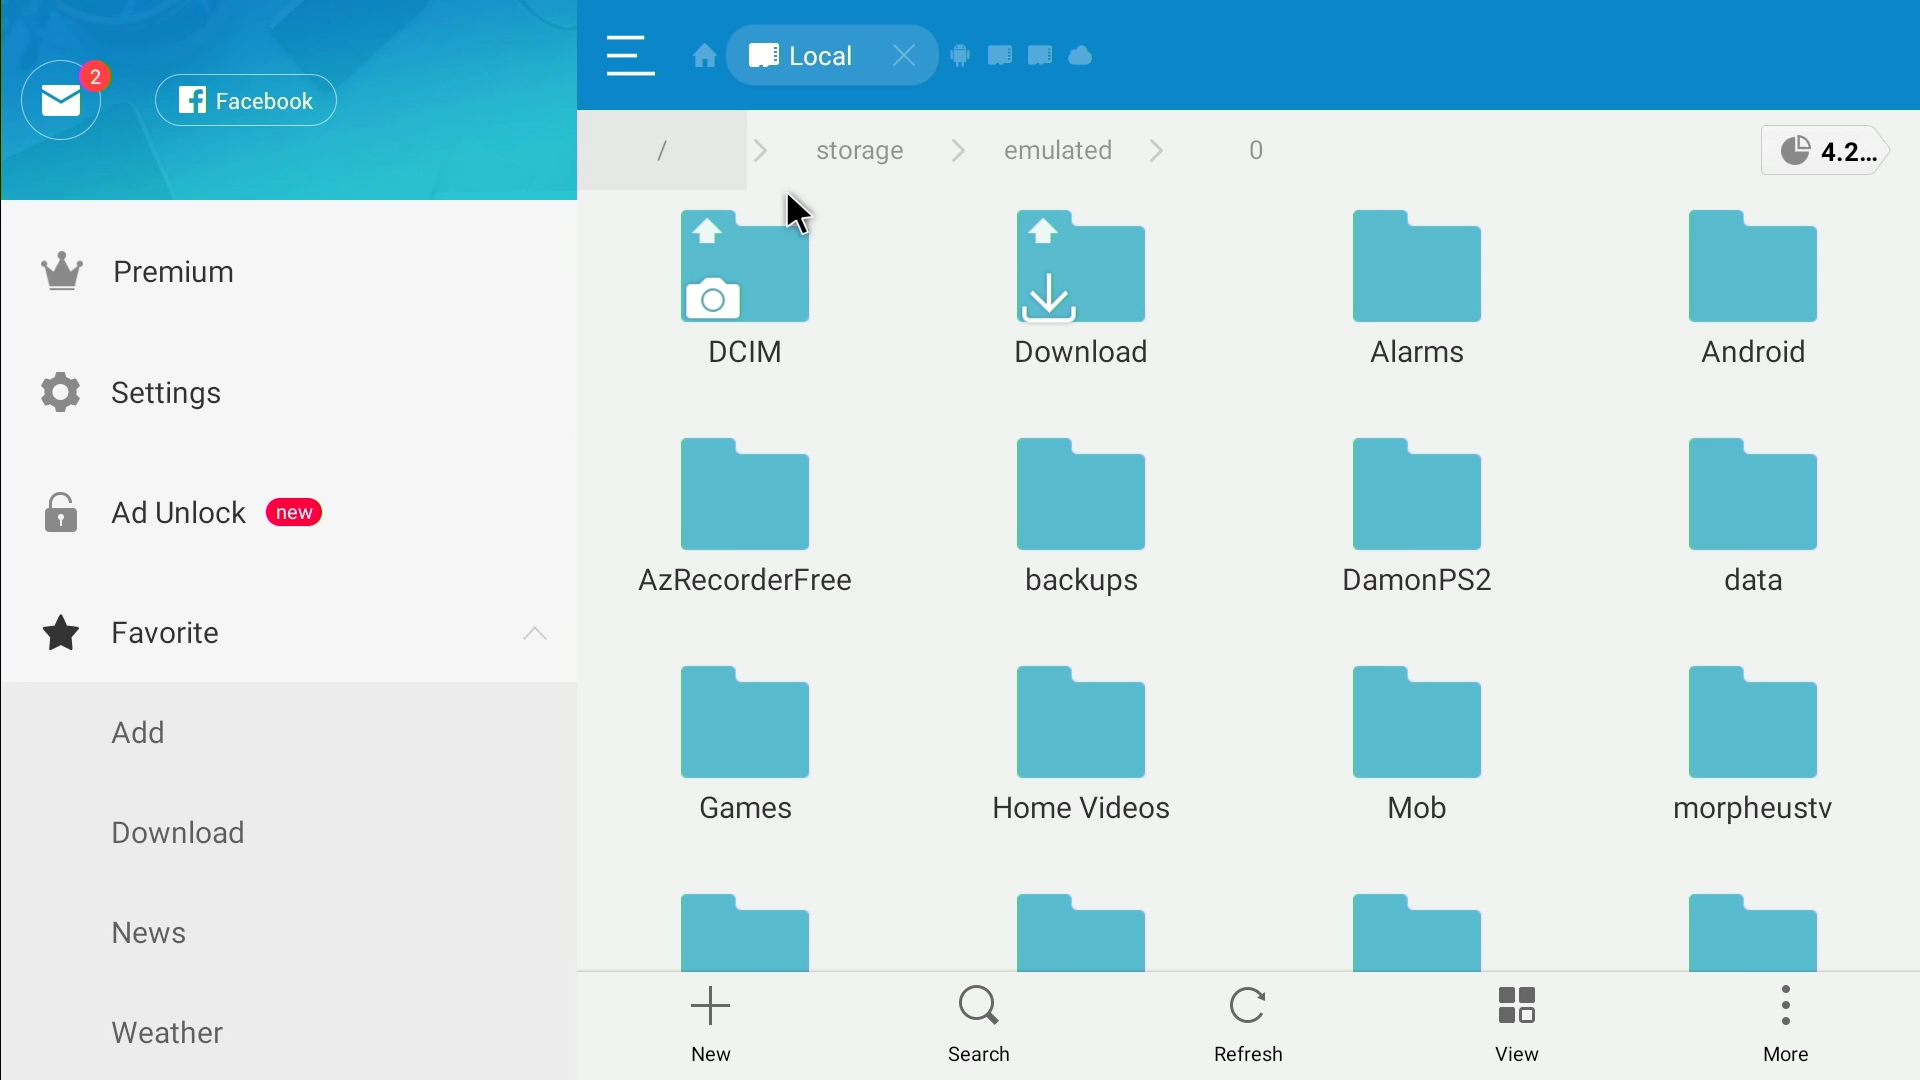 2
Facebook
Local
/
storage
emulated
0
4.2...
Premium
Settings
Ad Unlock new
Favorite
Add
Download
News
Weather
DCIM
Download
Alarms
Android
AzRecorderFree
backups
DamonPS2
data
Games
Home Videos
Mob
morpheustv
New
Search
Refresh
View
More